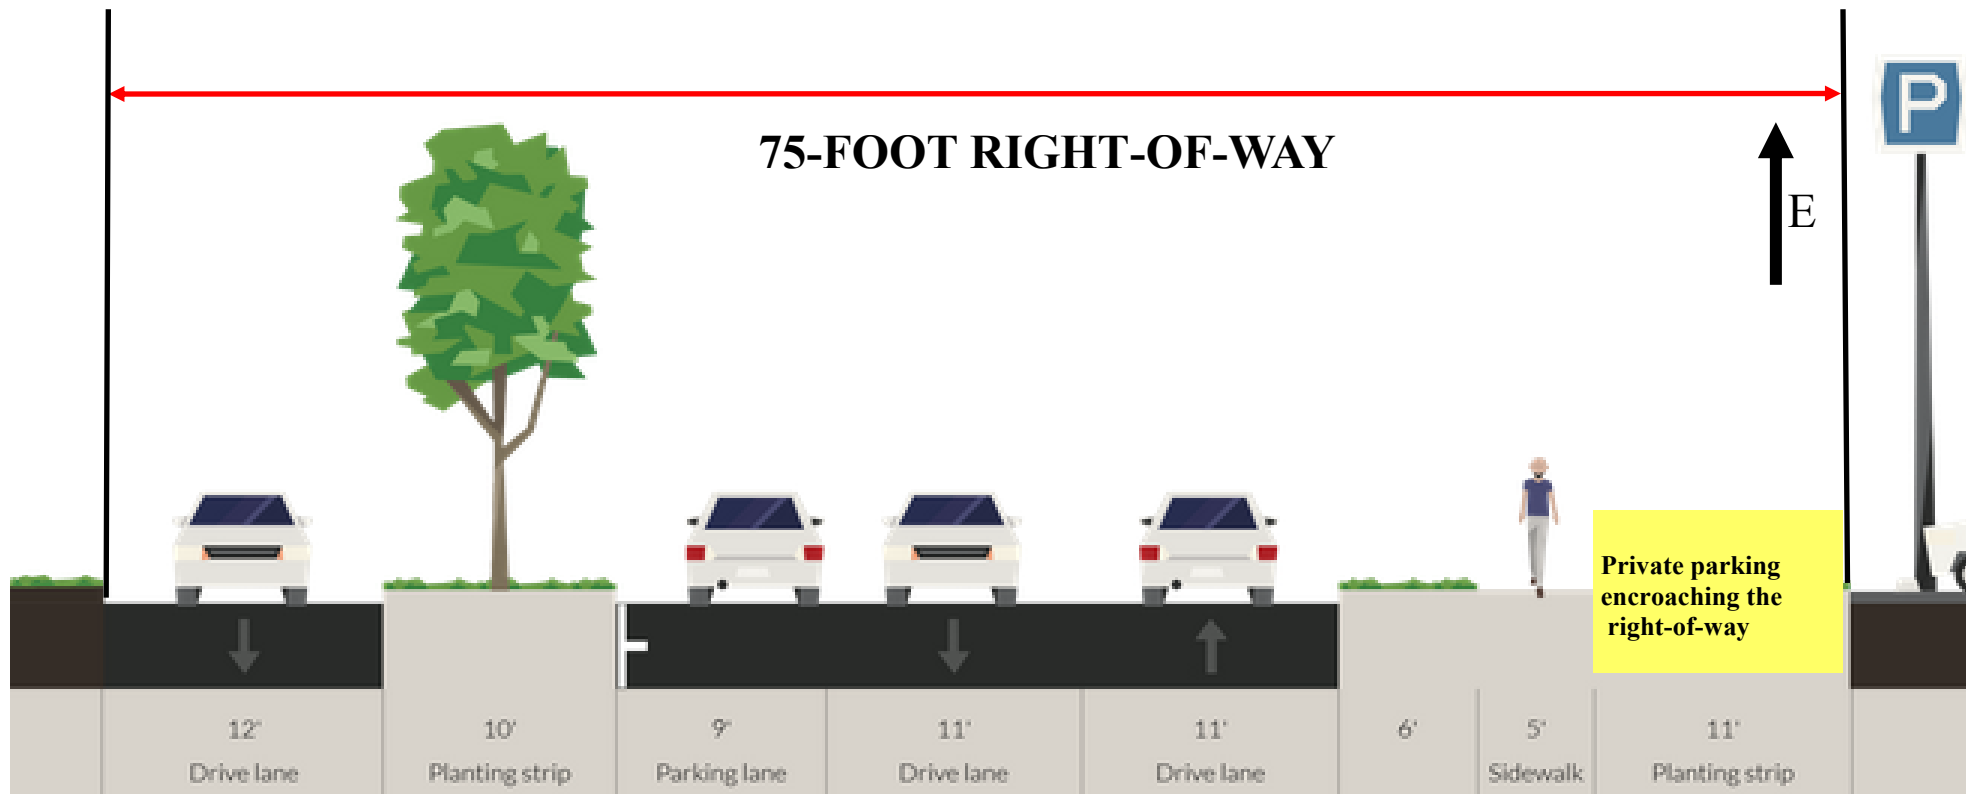 P
75-FOOT RIGHT-OF-WAY
E
Private parking
encroaching the
right-of-way
12' 10' 9' 11' 11' 6' 5' 11'
Drive lane Planting strip Parking lane Drive lane Drive lane Sidewalk Planting strip